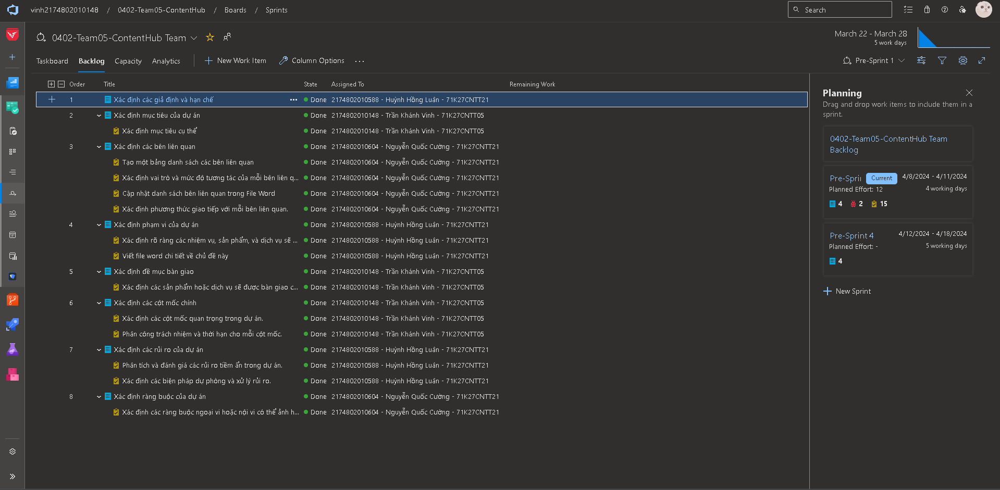 vinh2174802010148 / 0402-Team05-ContentHub / Boards / Sprints
Search
0402-Team05-ContentHub Team
March 22 - March 28
5 work days
Taskboard Backlog Capacity Analytics New Work Item Column Options
Pre-Sprint 1
Order Title State Assigned To Remaining Work
1 Xác định các giả định và hạn chế ... Done 2174802010588 - Huỳnh Hồng Luân - 71K27CNTT21
2 Xác định mục tiêu của dự án Done 2174802010148 - Trần Khánh Vinh - 71K27CNTT05
Xác định mục tiêu cụ thể Done 2174802010148 - Trần Khánh Vinh - 71K27CNTT05
3 Xác định các bên liên quan Done 2174802010604 - Nguyễn Quốc Cường - 71K27CNTT21
Tạo một bảng danh sách các bên liên quan Done 2174802010604 - Nguyễn Quốc Cường - 71K27CNTT21
Xác định vai trò và mức độ tương tác của mỗi bên liên q... Done 2174802010604 - Nguyễn Quốc Cường - 71K27CNTT21
Cập nhật danh sách bên liên quan trong File Word Done 2174802010604 - Nguyễn Quốc Cường - 71K27CNTT21
Xác định phương thức giao tiếp với mỗi bên liên quan. Done 2174802010604 - Nguyễn Quốc Cường - 71K27CNTT21
4 Xác định phạm vi của dự án Done 2174802010588 - Huỳnh Hồng Luân - 71K27CNTT21
Xác định rõ ràng các nhiệm vụ, sản phẩm, và dịch vụ sẽ ... Done 2174802010588 - Huỳnh Hồng Luân - 71K27CNTT21
Viết file word chi tiết về chủ đề này Done 2174802010588 - Huỳnh Hồng Luân - 71K27CNTT21
5 Xác định đề mục bàn giao Done 2174802010148 - Trần Khánh Vinh - 71K27CNTT05
Xác định các sản phẩm hoặc dịch vụ sẽ được bàn giao c... Done 2174802010148 - Trần Khánh Vinh - 71K27CNTT05
6 Xác định các cột mốc chính Done 2174802010148 - Trần Khánh Vinh - 71K27CNTT05
Xác định các cột mốc quan trọng trong dự án. Done 2174802010148 - Trần Khánh Vinh - 71K27CNTT05
Phân công trách nhiệm và thời hạn cho mỗi cột mốc. Done 2174802010148 - Trần Khánh Vinh - 71K27CNTT05
7 Xác định các rủi ro của dự án Done 2174802010588 - Huỳnh Hồng Luân - 71K27CNTT21
Phân tích và đánh giá các rủi ro tiềm ẩn trong dự án. Done 2174802010588 - Huỳnh Hồng Luân - 71K27CNTT21
Xác định các biện pháp dự phòng và xử lý rủi ro. Done 2174802010588 - Huỳnh Hồng Luân - 71K27CNTT21
8 Xác định ràng buộc của dự án Done 2174802010604 - Nguyễn Quốc Cường - 71K27CNTT21
Xác định các ràng buộc ngoại vi hoặc nội vi có thể ảnh h... Done 2174802010604 - Nguyễn Quốc Cường - 71K27CNTT21
Planning
Drag and drop work items to include them in a
sprint.
0402-Team05-ContentHub Team
Backlog
Pre-Sprin Current 4/8/2024 - 4/11/2024
Planned Effort: 12 4 working days
4 2 15
Pre-Sprint 4 4/12/2024 - 4/18/2024
Planned Effort: - 5 working days
4
New Sprint